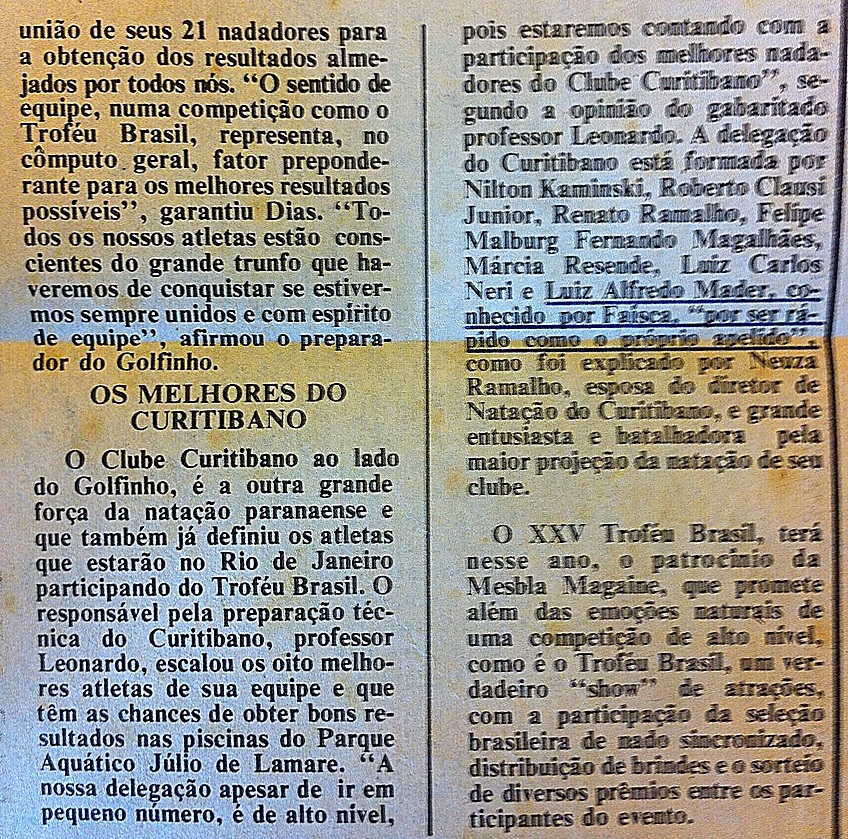 união de seus 21 nadadores para
a obtenção dos resultados alme-
jados por todos nós. “O sentido de
equipe, numa competição como o
Troféu Brasil, representa, no
cômputo geral, fator preponde-
rante para os melhores resultados
possíveis”, garantiu Dias. “To-
dos os nossos atletas estão cons-
cientes do grande trunfo que ha-
veremos de conquistar se estiver-
mos sempre unidos e com espírito
de equipe”, afirmou o prepara-
dor do Golfinho.
OS MELHORES DO
CURITIBANO
O Clube Curitibano ao lado
do Golfinho, é a outra grande
força da natação paranaense e
que também já definiu os atletas
que estarão no Rio de Janeiro
participando do Troféu Brasil. O
responsável pela preparação téc-
nica do Curitibano, professor
Leonardo, escalou os oito melho-
res atletas de sua equipe e que
têm as chances de obter bons re-
sultados nas piscinas do Parque
Aquático Júlio de Lamare. “A
nossa delegação apesar de ir em
pequeno número, é de alto nível,
pois estaremos contando com a
participação dos melhores nada-
dores do Clube Curitibano”, se-
gundo a opinião do gabaritado
professor Leonardo. A delegação
do Curitibano está formada por
Nilton Kaminski, Roberto Clausi
Junior, Renato Ramalho, Felipe
Malburg Fernando Magalhães,
Márcia Resende, Luiz Carlos
Neri e Luiz Alfredo Mader, co-
nhecido por Faísca, “por ser rá-
pido como o próprio apelido”,
como foi explicado por Neuza
Ramalho, esposa do diretor de
Natação do Curitibano, e grande
entusiasta e batalhadora pela
maior projeção da natação de seu
clube.
O XXV Troféu Brasil, terá
nesse ano, o patrocínio da
Mesbla Magaine, que promete
além das emoções naturais de
uma competição de alto nível,
como é o Troféu Brasil, um ver-
dadeiro “show” de atrações,
com a participação da seleção
brasileira de nado sincronizado,
distribuição de brindes e o sorteio
de diversos prêmios entre os par-
ticipantes do evento.